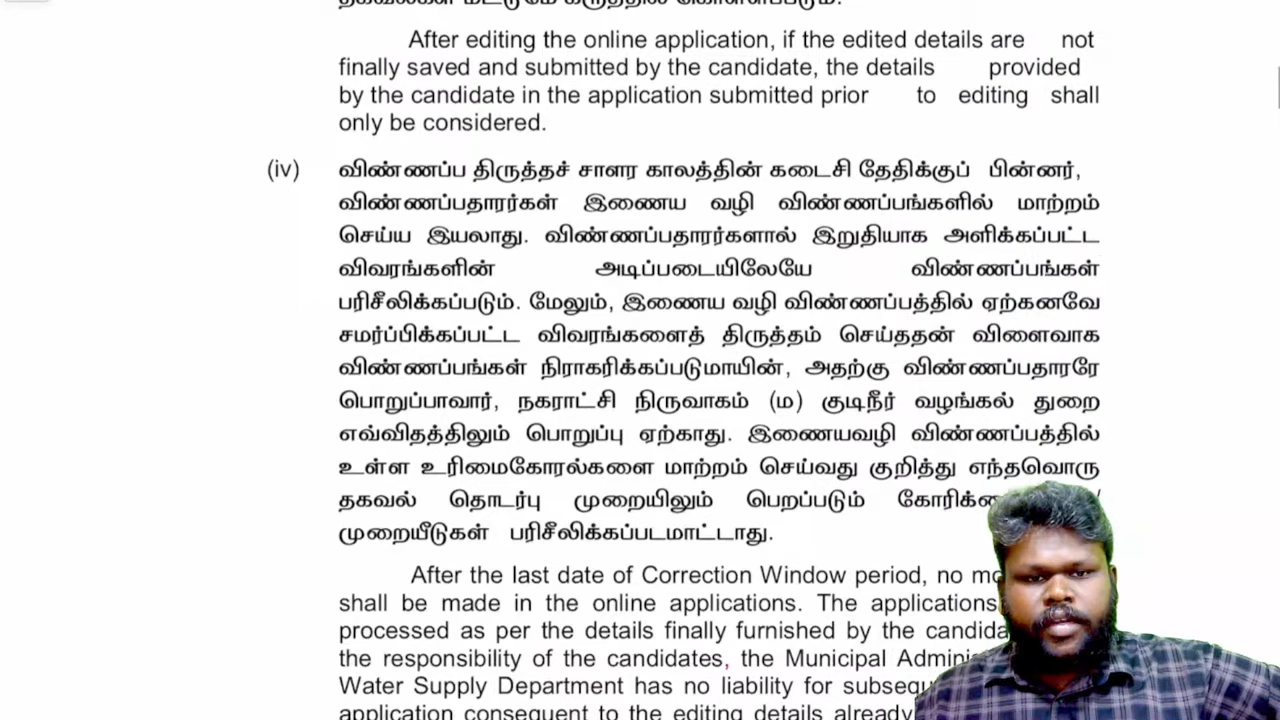 After editing the online application, if the edited details are not
finally saved and submitted by the candidate, the details provided
by the candidate in the application submitted prior to editing shall
only be considered.
(iv) விண்ணப்ப திருத்தச் சாளர காலத்தின் கடைசி தேதிக்குப் பின்னர்,
விண்ணப்பதாரர்கள் இணைய வழி விண்ணப்பங்களில் மாற்றம்
செய்ய இயலாது. விண்ணப்பதாரர்களால் இறுதியாக அளிக்கப்பட்ட
விவரங்களின் அடிப்படையிலேயே விண்ணப்பங்கள்
பரிசீலிக்கப்படும். மேலும், இணைய வழி விண்ணப்பத்தில் ஏற்கனவே
சமர்ப்பிக்கப்பட்ட விவரங்களைத் திருத்தம் செய்ததன் விளைவாக
விண்ணப்பங்கள் நிராகரிக்கப்படுமாயின், அதற்கு விண்ணப்பதாரரே
பொறுப்பாவார், நகராட்சி நிருவாகம் (ம) குடிநீர் வழங்கல் துறை
எவ்விதத்திலும் பொறுப்பு ஏற்காது. இணையவழி விண்ணப்பத்தில்
உள்ள உரிமைகோரல்களை மாற்றம் செய்வது குறித்து எந்தவொரு
தகவல் தொடர்பு முறையிலும் பெறப்படும்
முறையீடுகள் பரிசீலிக்கப்படமாட்டாது.
After the last date of Correction Window period, no
shall be made in the online applications. The applications
processed as per the details finally furnished by the
the responsibility of the candidates, the Municipal
Water Supply Department has no liability for
application consequent to the editing details already